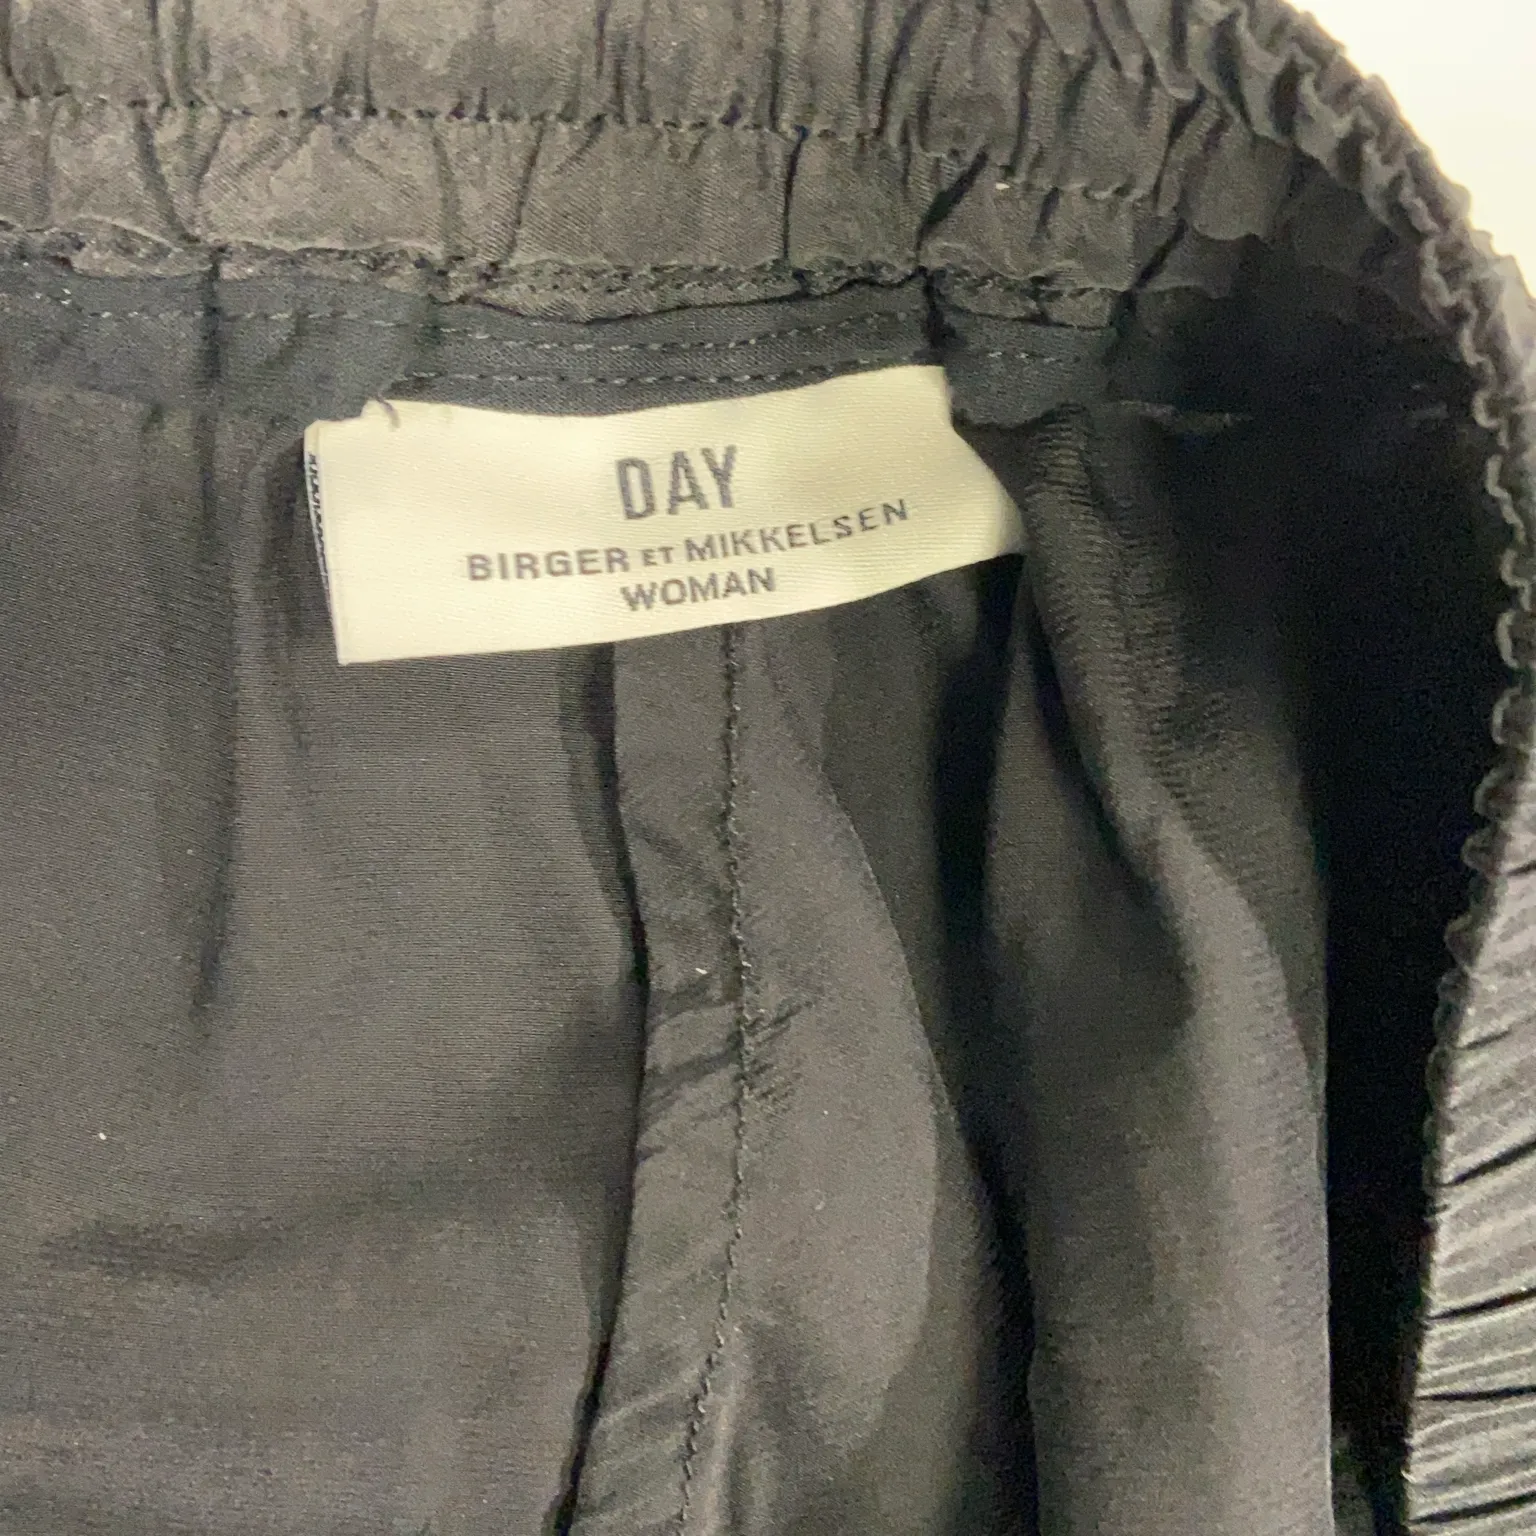 DAY
BIRGER ET MIKKELSEN
WOMAN